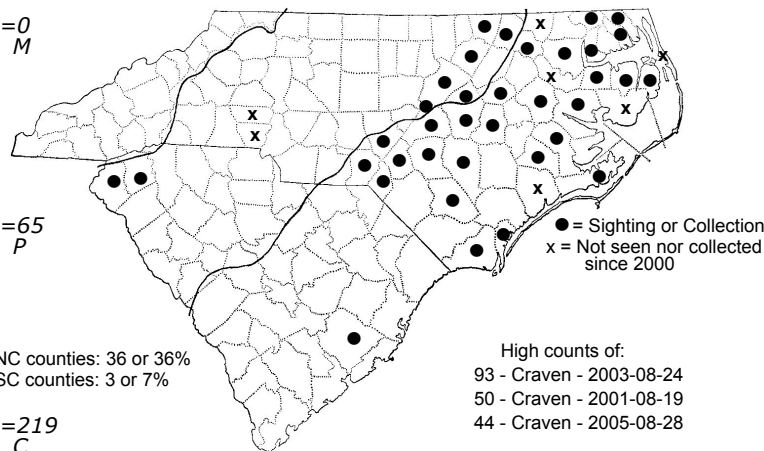 =0
M
=65
P
● = Sighting or Collection
x = Not seen nor collected
since 2000
NC counties: 36 or 36%
SC counties: 3 or 7%
High counts of:
93 - Craven - 2003-08-24
50 - Craven - 2001-08-19
44 - Craven - 2005-08-28
=219
C